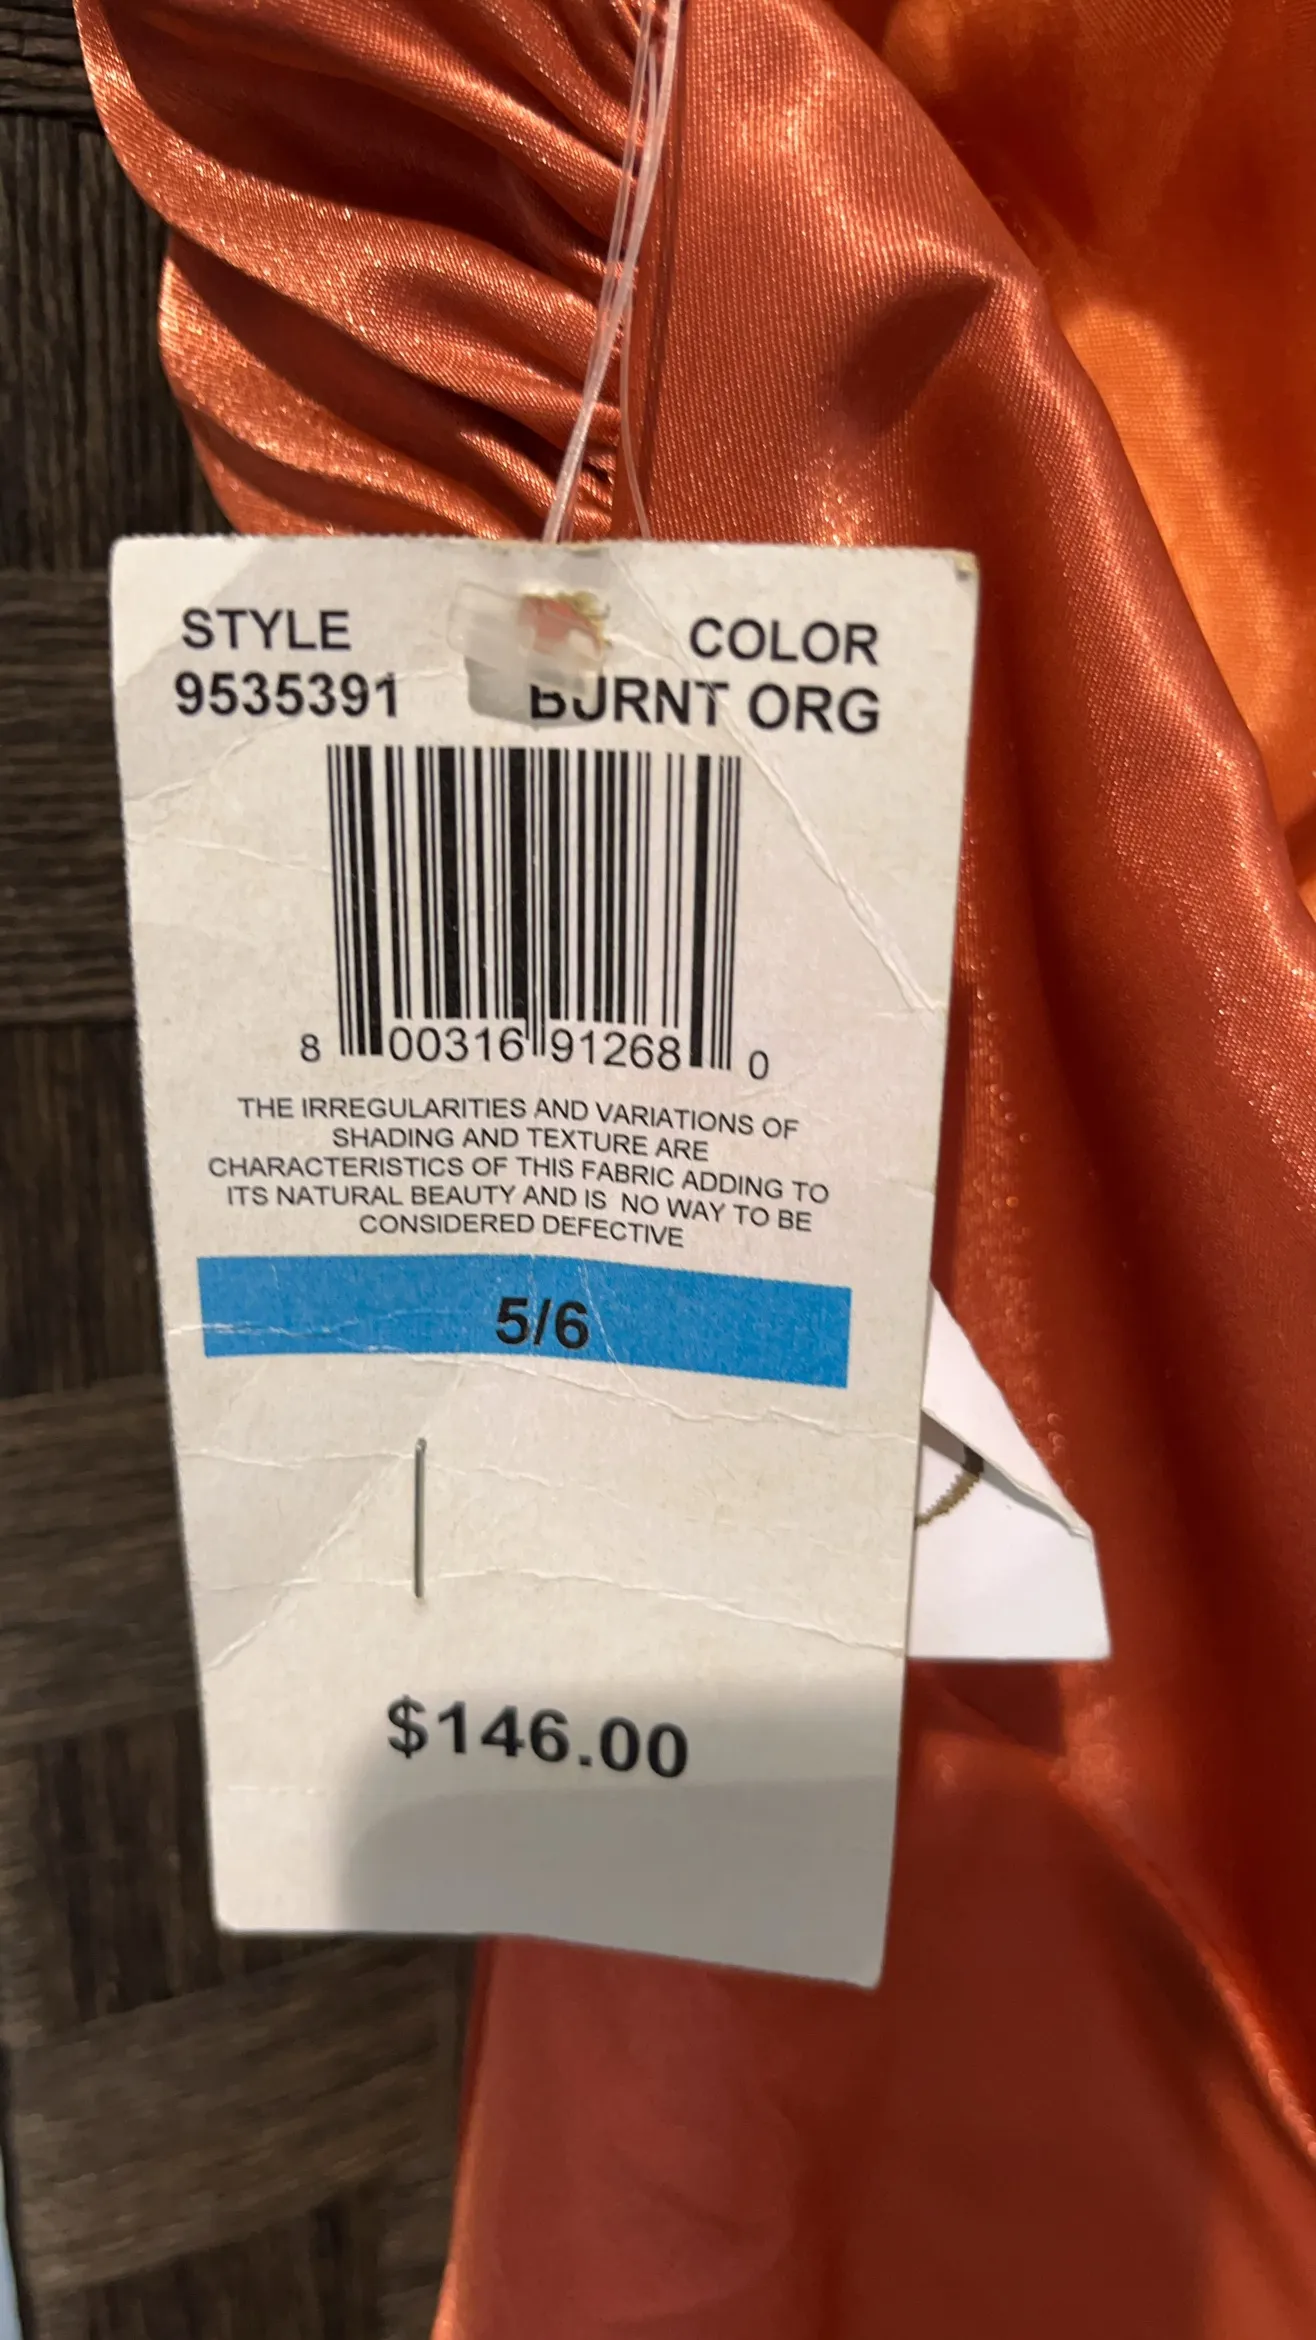 STYLE COLOR
9535391 BURNT ORG
8 00316 91268 0
THE IRREGULARITIES AND VARIATIONS OF
SHADING AND TEXTURE ARE
CHARACTERISTICS OF THIS FABRIC ADDING TO
ITS NATURAL BEAUTY AND IS NO WAY TO BE
CONSIDERED DEFECTIVE
5/6
$146.00